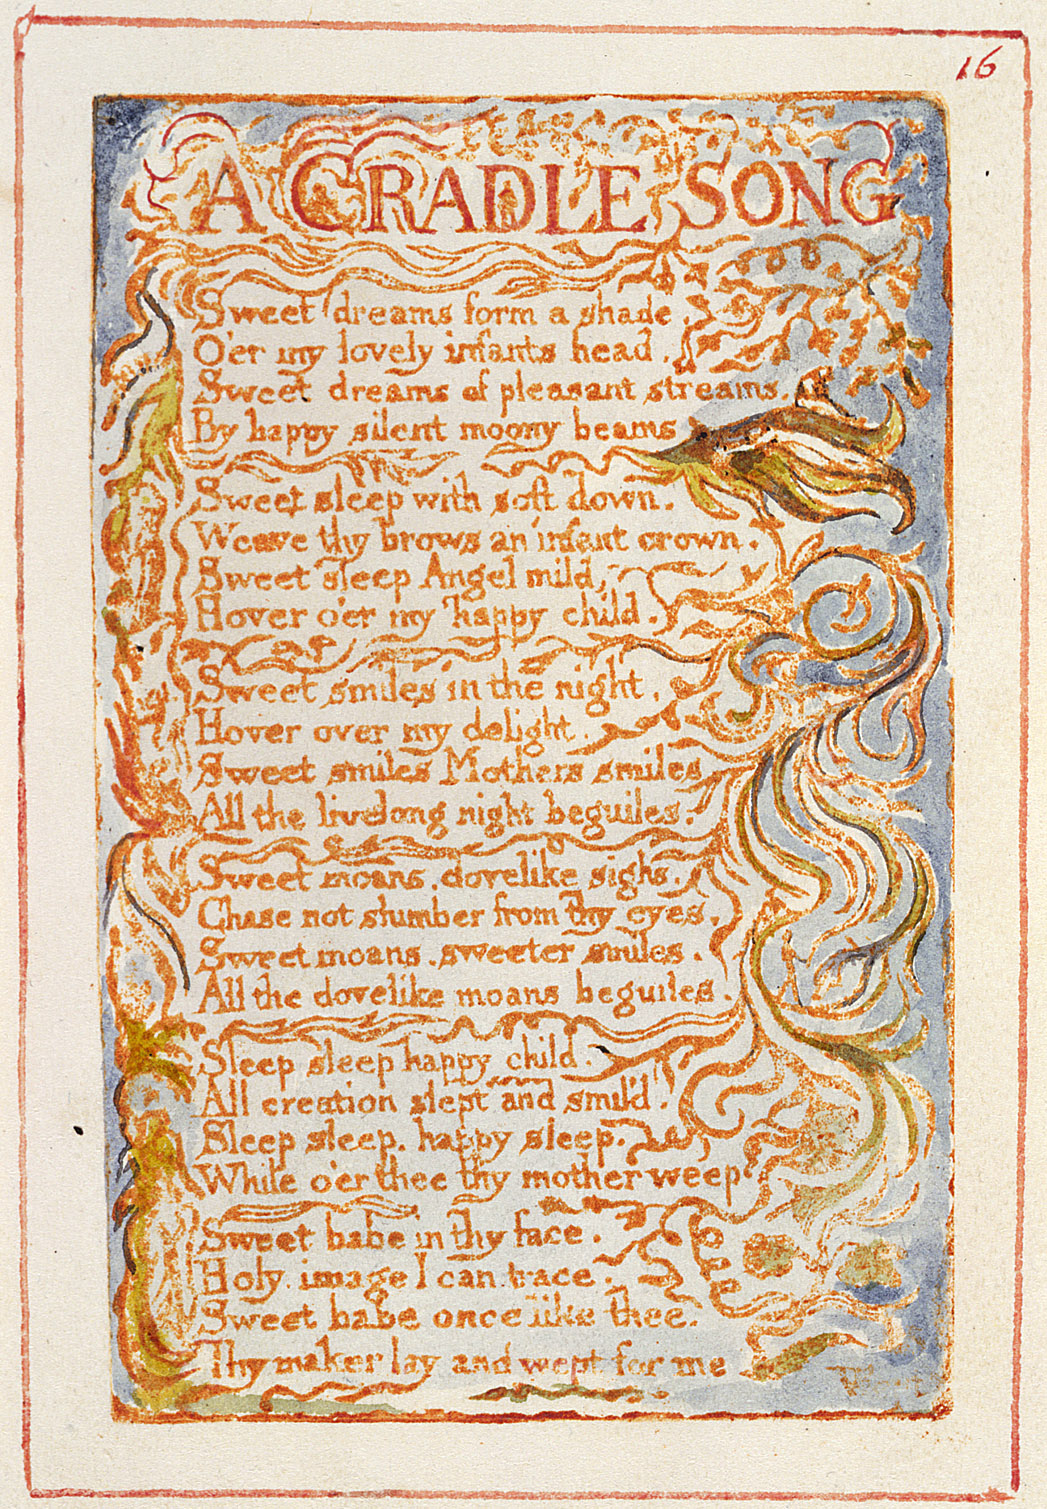 16
A CRADLE SONG
Sweet dreams form a shade,
O'er my lovely infants head.
Sweet dreams of pleasant streams,
By happy silent moony beams
Sweet sleep with soft down,
Weave thy brows an infant crown.
Sweet sleep Angel mild,
Hover o'er my happy child.
Sweet smiles in the night,
Hover over my delight.
Sweet smiles Mothers smiles
All the livelong night beguiles.
Sweet moans, dovelike sighs,
Chase not slumber from thy eyes,
Sweet moans, sweeter smiles.
All the dovelike moans beguiles.
Sleep sleep happy child.
All creation slept and smil'd.
Sleep sleep, happy sleep,
While o'er thee thy mother weep
Sweet babe in thy face,
Holy image I can trace.
Sweet babe once like thee,
Thy maker lay and wept for me